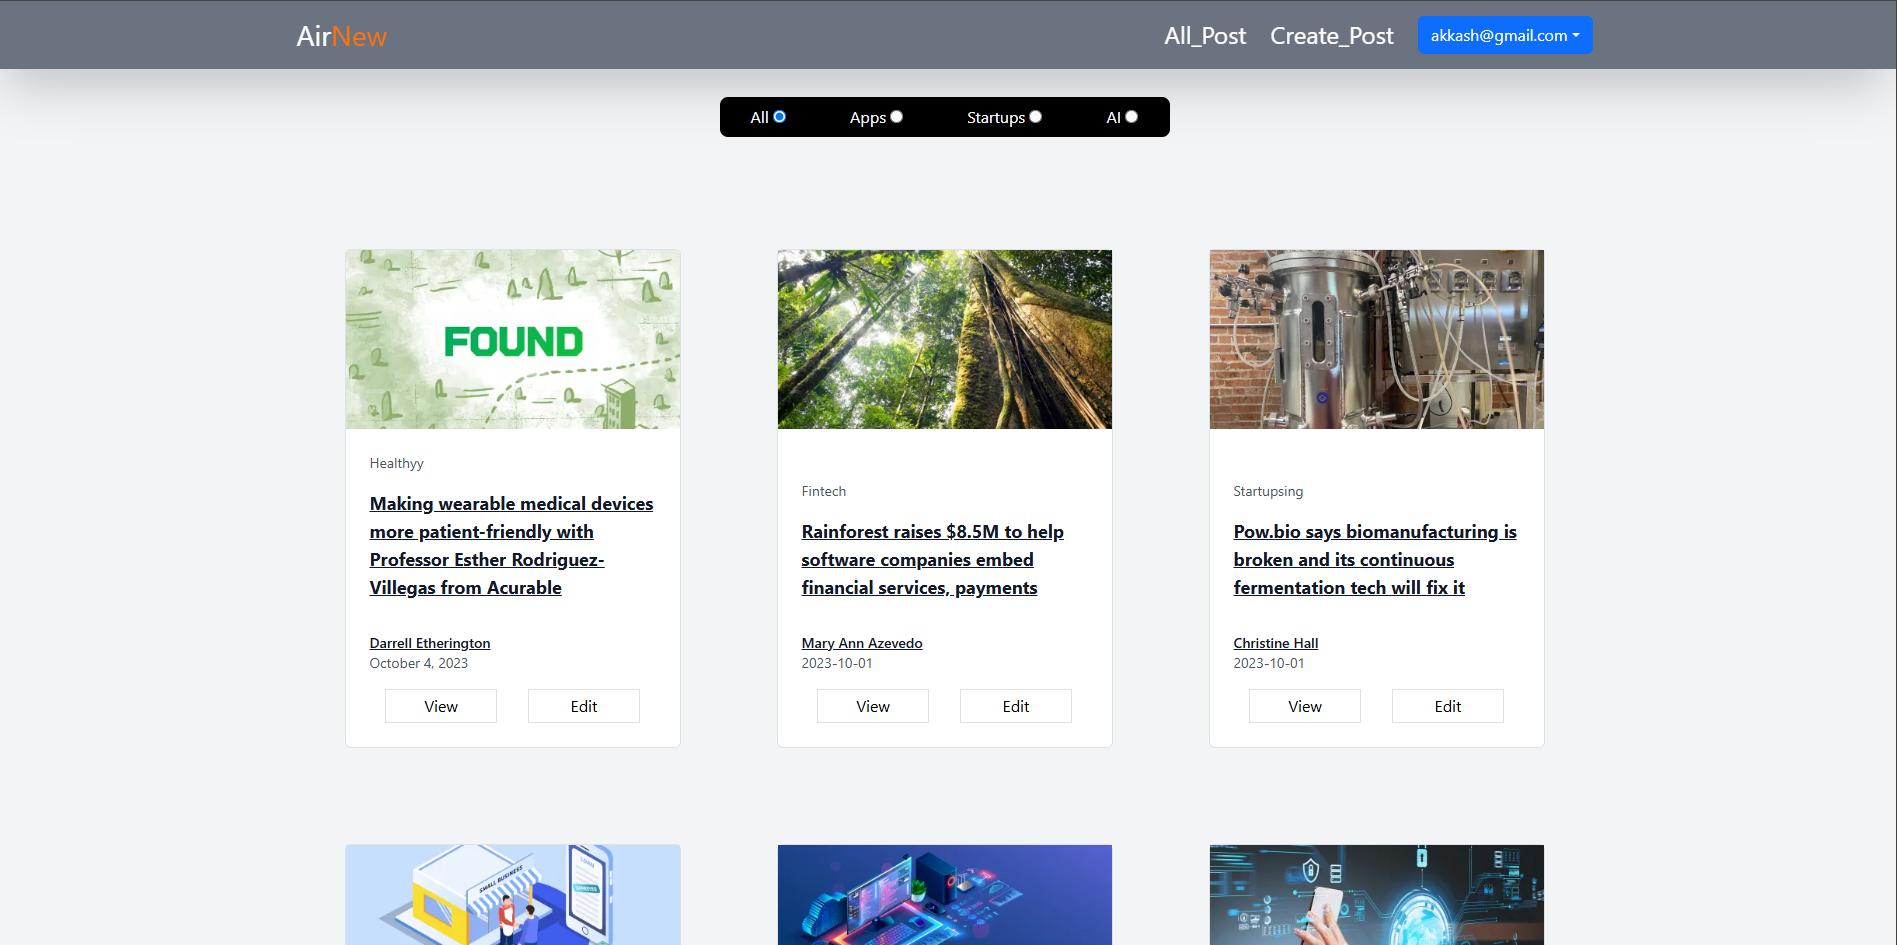 AirNew
All_Post
Create_Post
akkash@gmail.com
All
Apps
Startups
AI
FOUND
Healthyy
Making wearable medical devices
more patient-friendly with
Professor Esther Rodriguez-
Villegas from Acurable
Darrell Etherington
October 4, 2023
View
Edit
Fintech
Rainforest raises $8.5M to help
software companies embed
financial services, payments
Mary Ann Azevedo
2023-10-01
View
Edit
Startupsing
Pow.bio says biomanufacturing is
broken and its continuous
fermentation tech will fix it
Christine Hall
2023-10-01
View
Edit
SMALL BUSINESS
LOAN